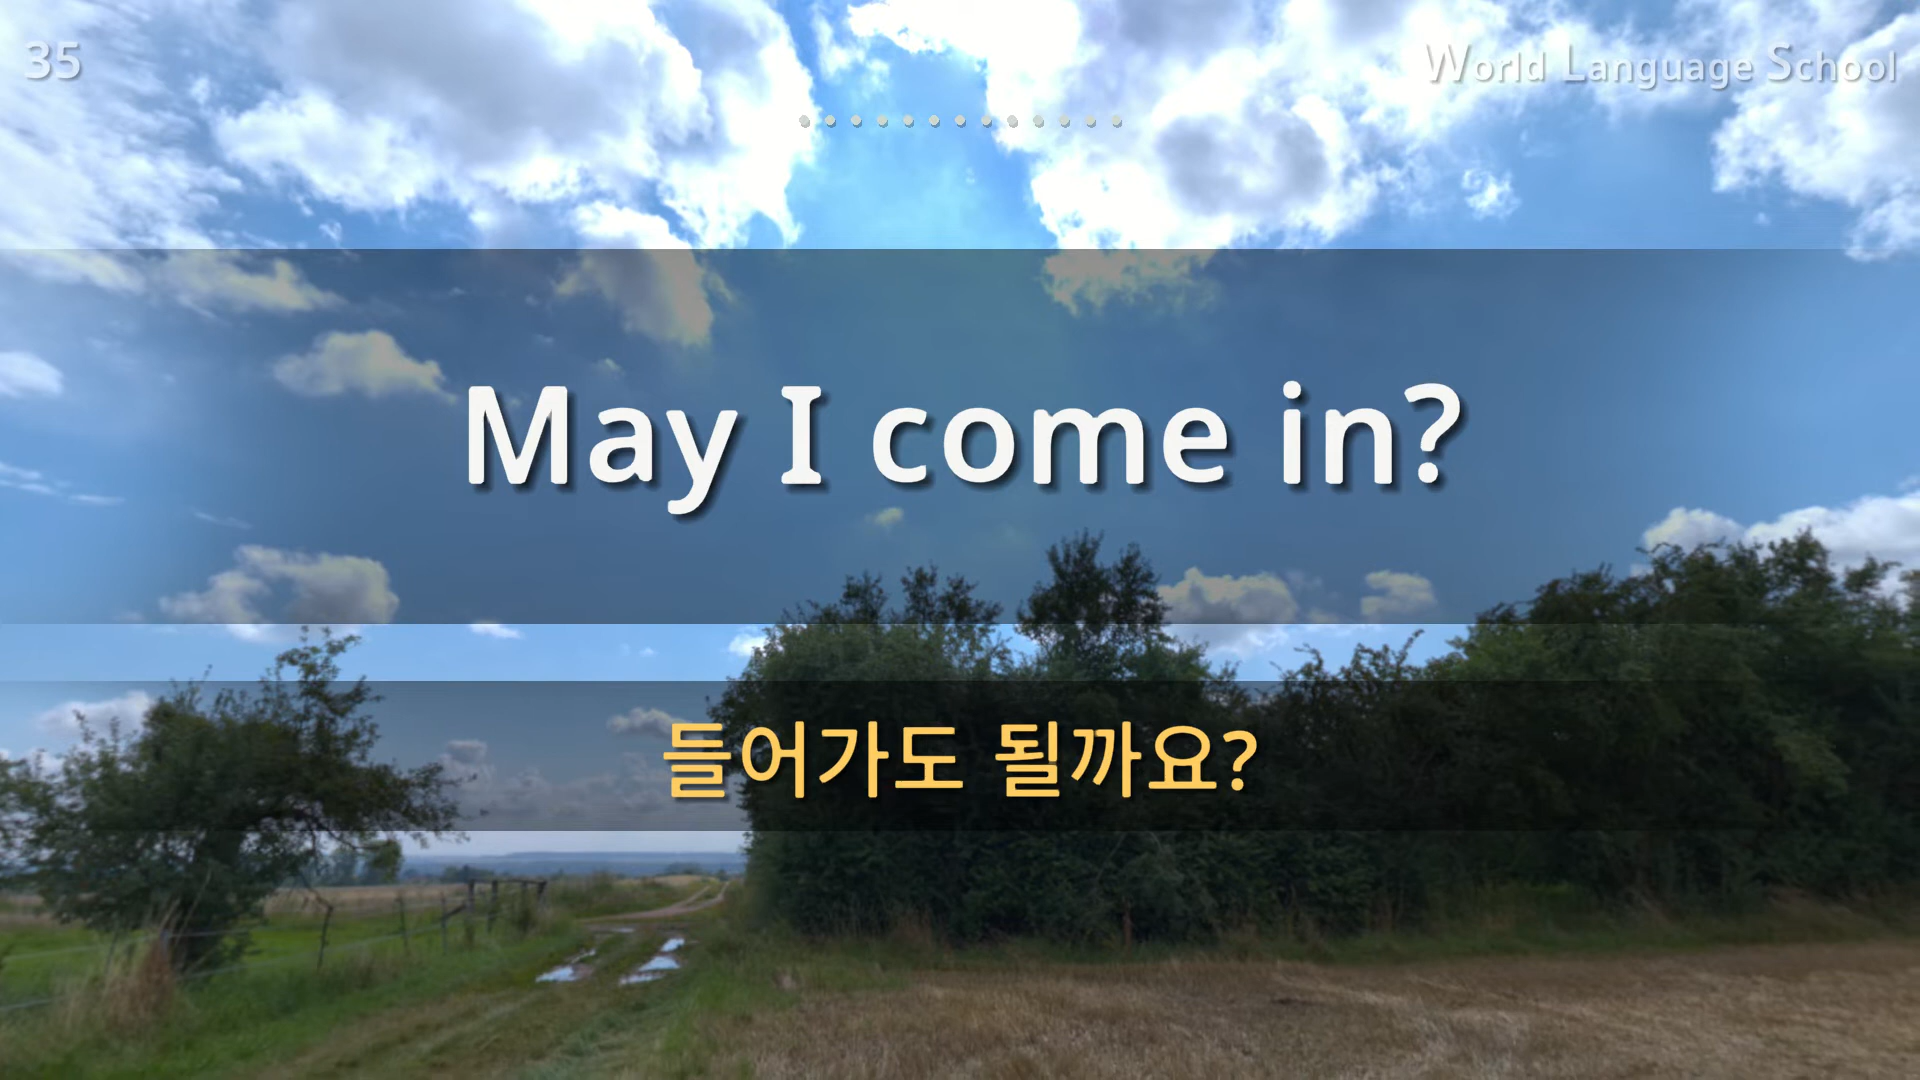 35
World Language School
May I come in?
들어가도 될까요?